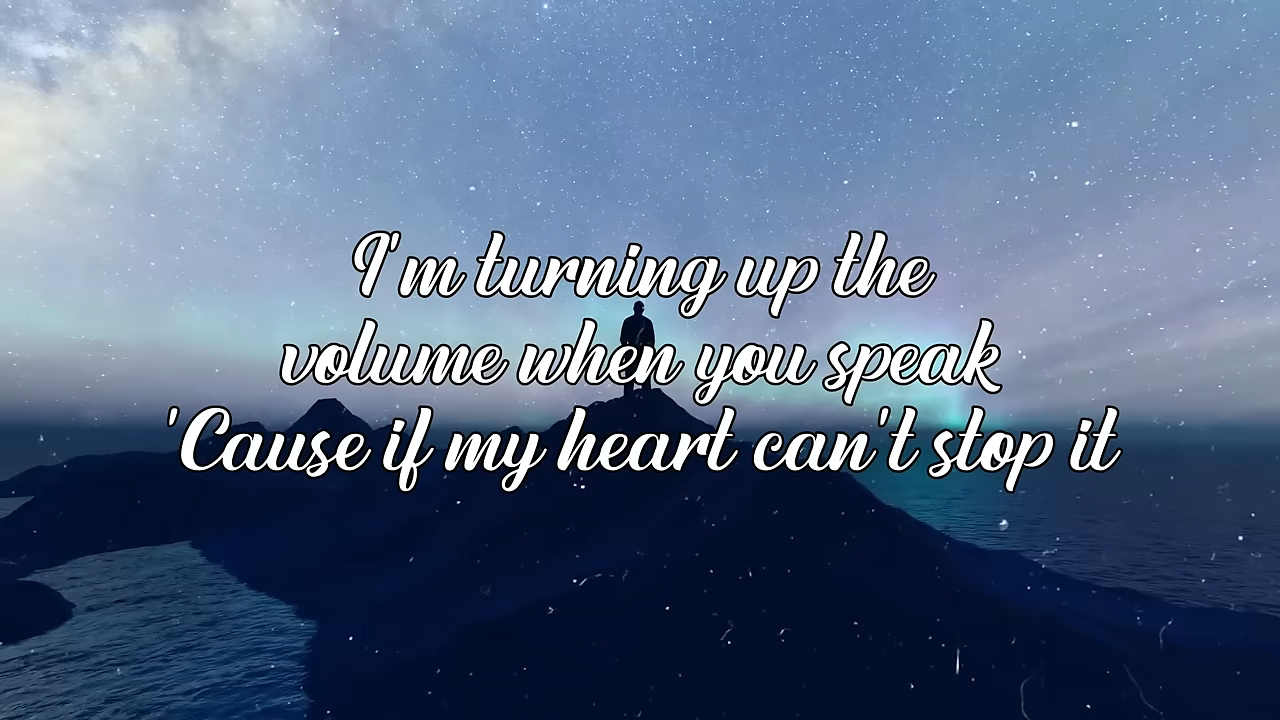 I'm turning up the
volume when you speak
'Cause if my heart can't stop it